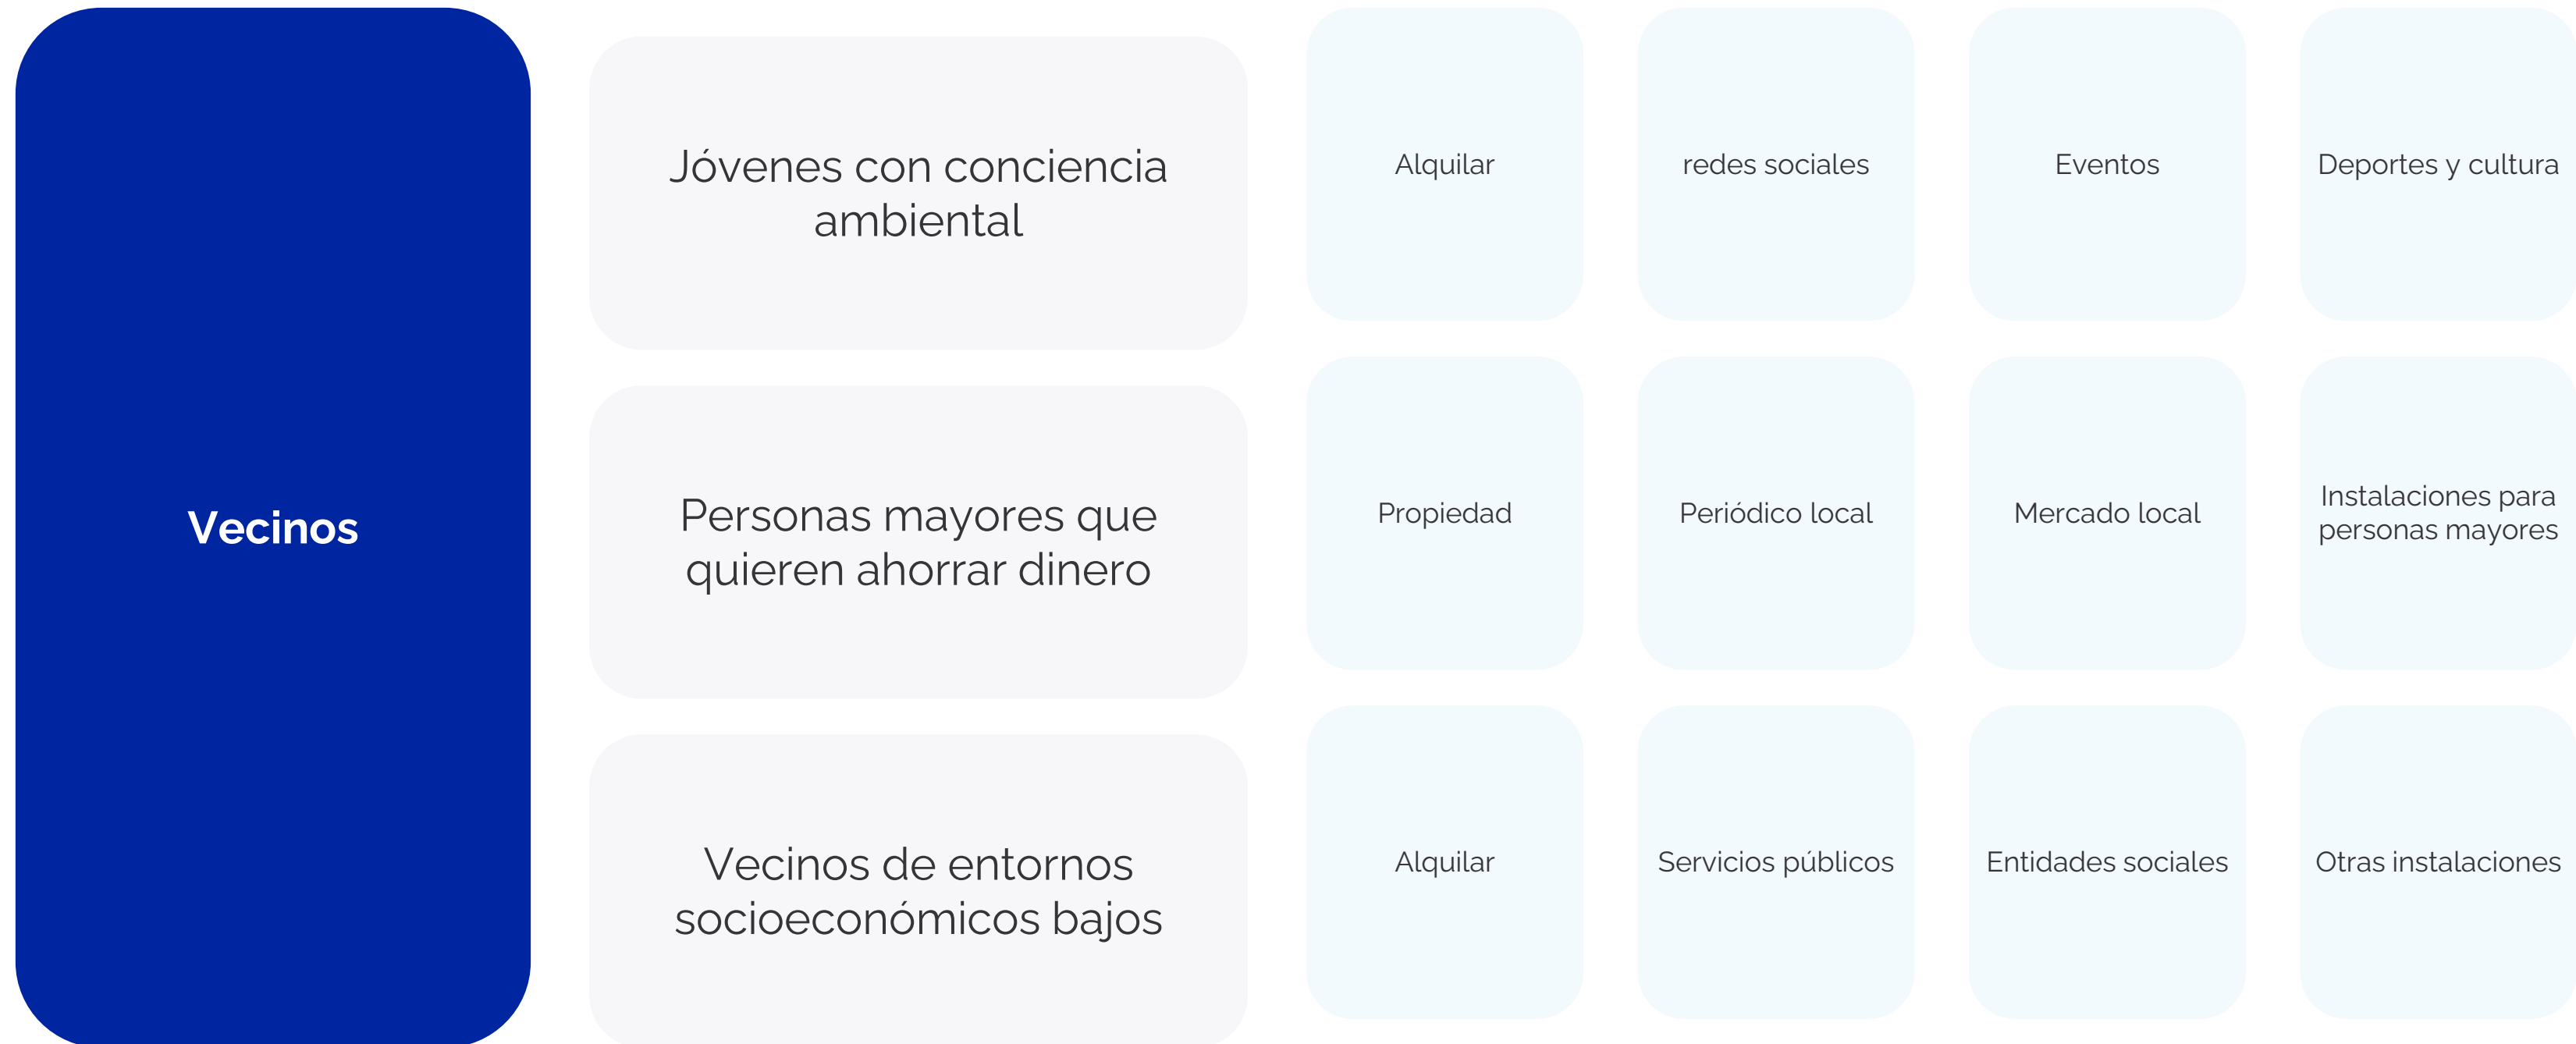 Vecinos
Jóvenes con conciencia
ambiental
Alquilar
redes sociales
Eventos
Deportes y cultura
Personas mayores que
quieren ahorrar dinero
Propiedad
Periódico local
Mercado local
Instalaciones para
personas mayores
Vecinos de entornos
socioeconómicos bajos
Alquilar
Servicios públicos
Entidades sociales
Otras instalaciones